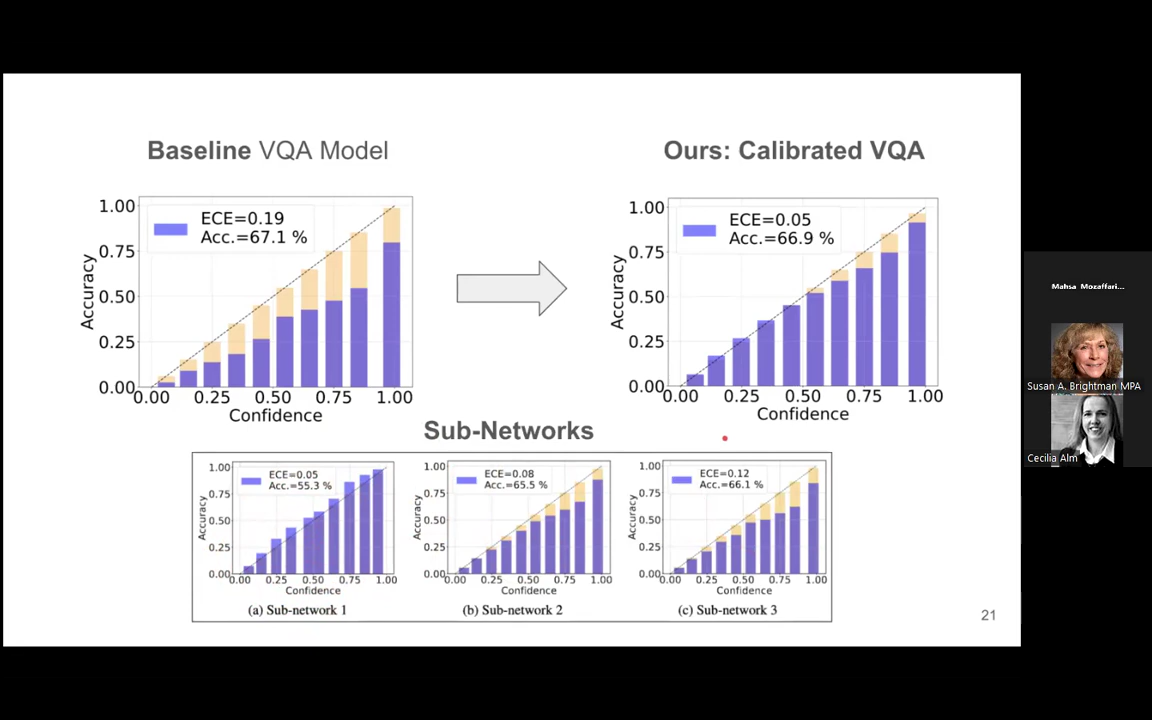 Baseline VQA Model
Ours: Calibrated VQA
ECE=0.19
Acc.=67.1 %
1.00
0.75
0.50
0.25
0.00
Accuracy
0.00 0.25 0.50 0.75 1.00
Confidence
ECE=0.05
Acc.=66.9 %
1.00
0.75
0.50
0.25
0.00
Accuracy
0.00 0.25 0.50 0.75 1.00
Confidence
Sub-Networks
ECE=0.05
Acc.=55.3 %
1.00
0.75
0.50
0.25
0.00
Accuracy
0.00 0.25 0.50 0.75 1.00
Confidence
(a) Sub-network 1
ECE=0.08
Acc.=65.5 %
1.00
0.75
0.50
0.25
0.00
Accuracy
0.00 0.25 0.50 0.75 1.00
Confidence
(b) Sub-network 2
ECE=0.12
Acc.=66.1 %
1.00
0.75
0.50
0.25
0.00
Accuracy
0.00 0.25 0.50 0.75 1.00
Confidence
(c) Sub-network 3
21
Mahsa Mozaffari...
Susan A. Brightman MPA
Cecilia Alm